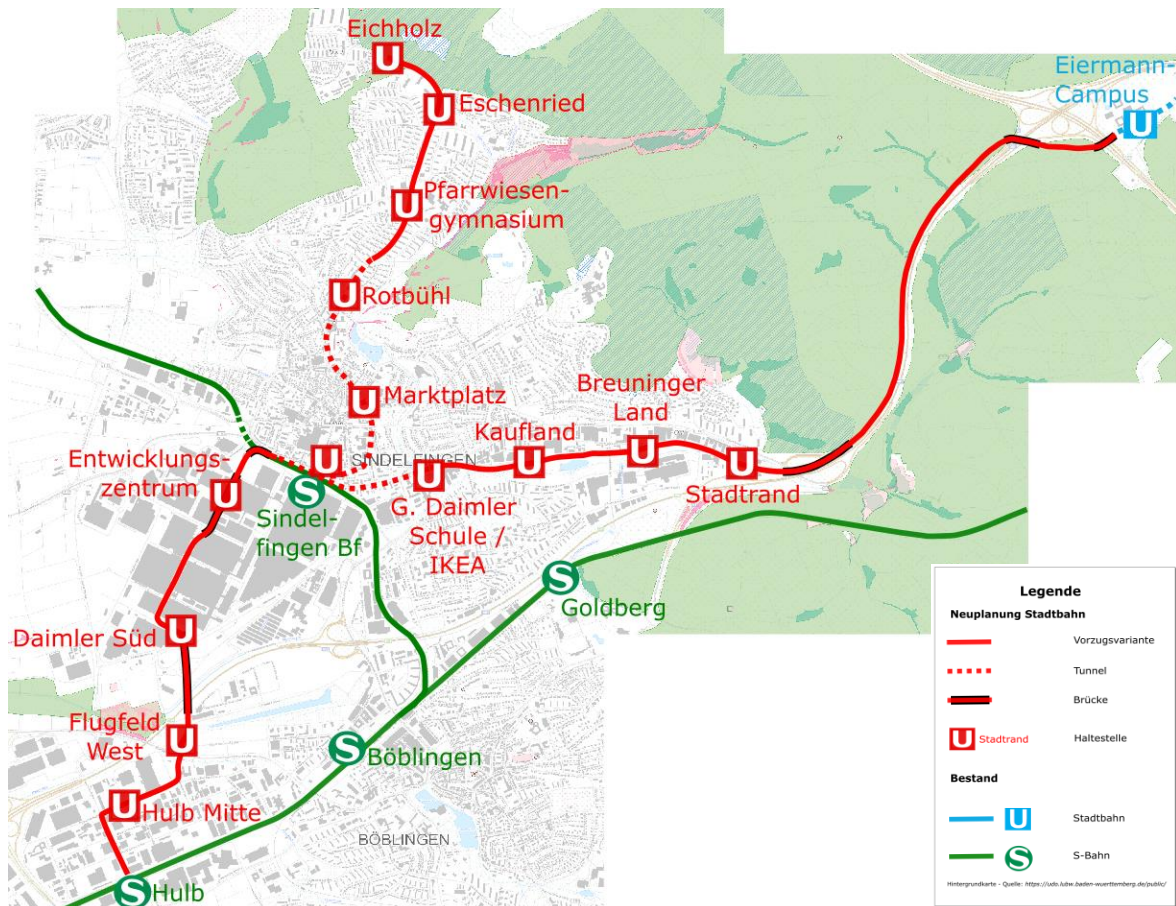 Eichholz
U
Eschenried
U
Pfarrwiesen-
gymnasium
U
Rotbühl
U
Marktplatz
U
Eiermann-
Campus
U
Breuninger
Land
U
Kaufland
U
Stadtrand
U
SINDELFINGEN
U
G. Daimler
Schule /
IKEA
U
Entwicklungs-
zentrum
U
S
Sindel-
fingen Bf
S
Goldberg
Daimler Süd
U
Flugfeld
West
U
S
Böblingen
U
Hulb Mitte
BÖBLINGEN
S
Hulb
Legende
Neuplanung Stadtbahn
Vorzugsvariante
Tunnel
Brücke
U Stadtrand Haltestelle
Bestand
U Stadtbahn
S S-Bahn
Hintergrundkarte - Quelle: https://udo.lubw.baden-wuerttemberg.de/public/